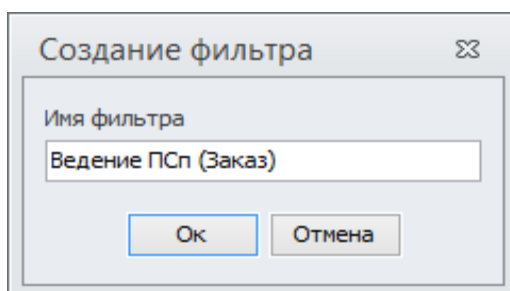 Создание фильтра
Имя фильтра
Ведение ПСп (Заказ)
Ок
Отмена